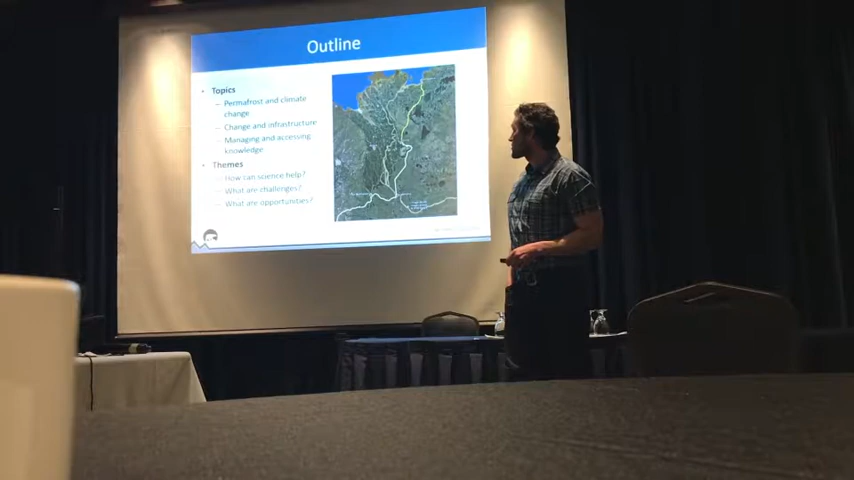 Outline
• Topics
– Permafrost and climate
change
– Change and infrastructure
– Managing and accessing
knowledge
• Themes
– How can science help?
– What are challenges?
– What are opportunities?